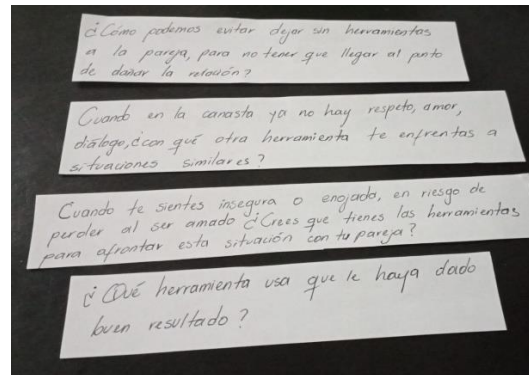 ¿Cómo podemos evitar dejar sin herramientas
a la pareja, para no tener que llegar al punto
de dañar la relación?
Cuando en la canasta ya no hay respeto, amor,
diálogo, ¿con qué otra herramienta te enfrentas a
situaciones similares?
Cuando te sientes insegura o enojada, en riesgo de
perder al ser amado ¿Crees que tienes las herramientas
para afrontar esta situación con tu pareja?
¿Qué herramienta usa que le haya dado
buen resultado?